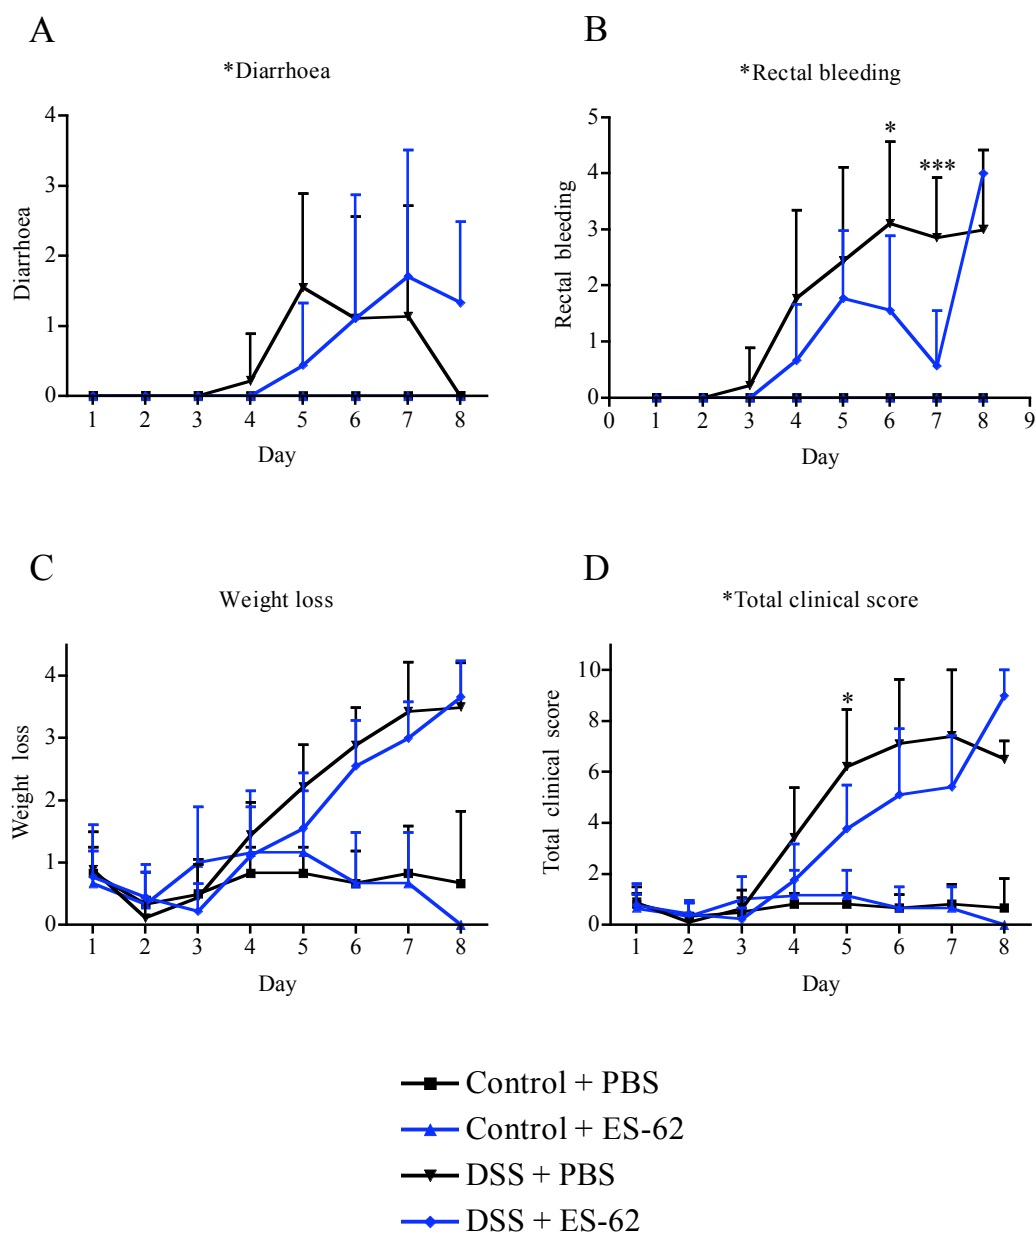 A
*Diarrhoea
Diarrhoea
4
3
2
1
0
1 2 3 4 5 6 7 8
Day
B
*Rectal bleeding
Rectal bleeding
5
4
3
2
1
0
*
***
0 1 2 3 4 5 6 7 8 9
Day
C
Weight loss
Weight loss
4
3
2
1
0
1 2 3 4 5 6 7 8
Day
D
*Total clinical score
Total clinical score
10
8
6
4
2
0
*
1 2 3 4 5 6 7 8
Day
Control + PBS
Control + ES-62
DSS + PBS
DSS + ES-62